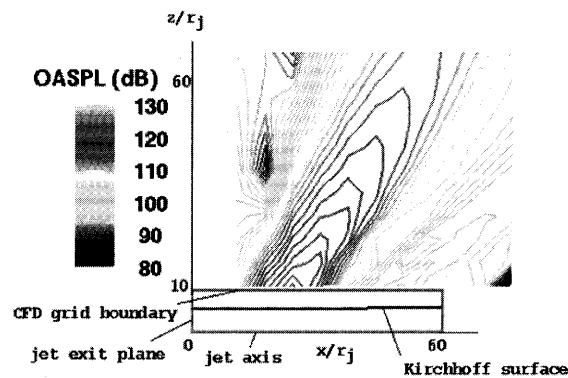 z/rj
OASPL (dB)
60
130
120
110
100
90
80
10
CFD grid boundary
jet exit plane
0
jet axis
x/rj
60
Kirchhoff surface